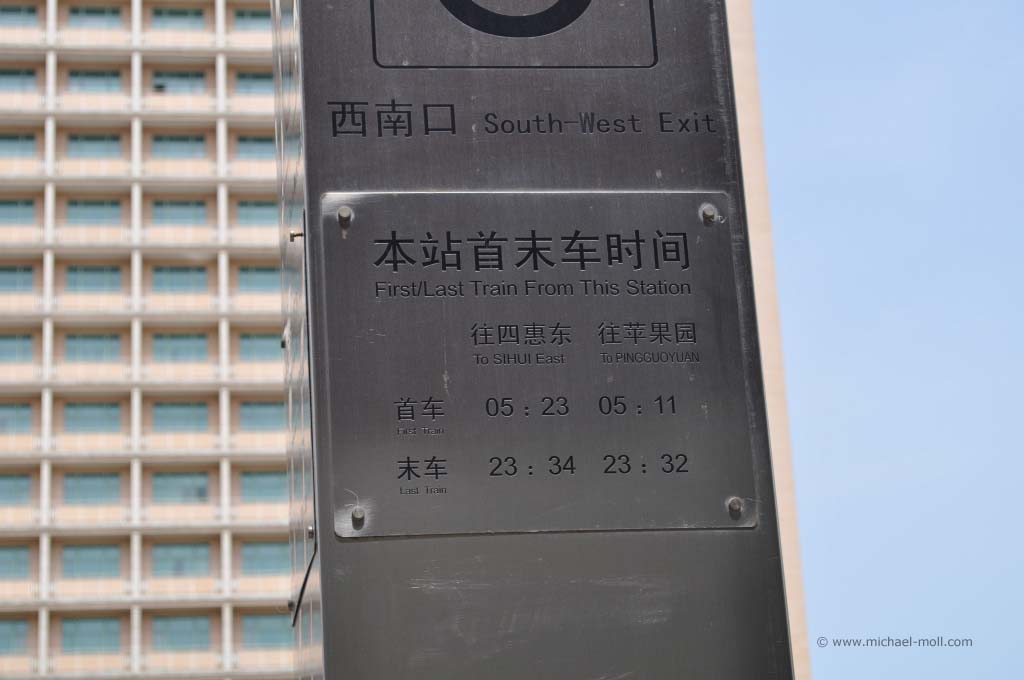 西南口 South-West Exit
本站首末车时间
First/Last Train From This Station
往四惠东 往苹果园
To SIHUI East To PINGGUOYUAN
首车 05 : 23 05 : 11
First Train
末车 23 : 34 23 : 32
Last Train
© www.michael-moll.com